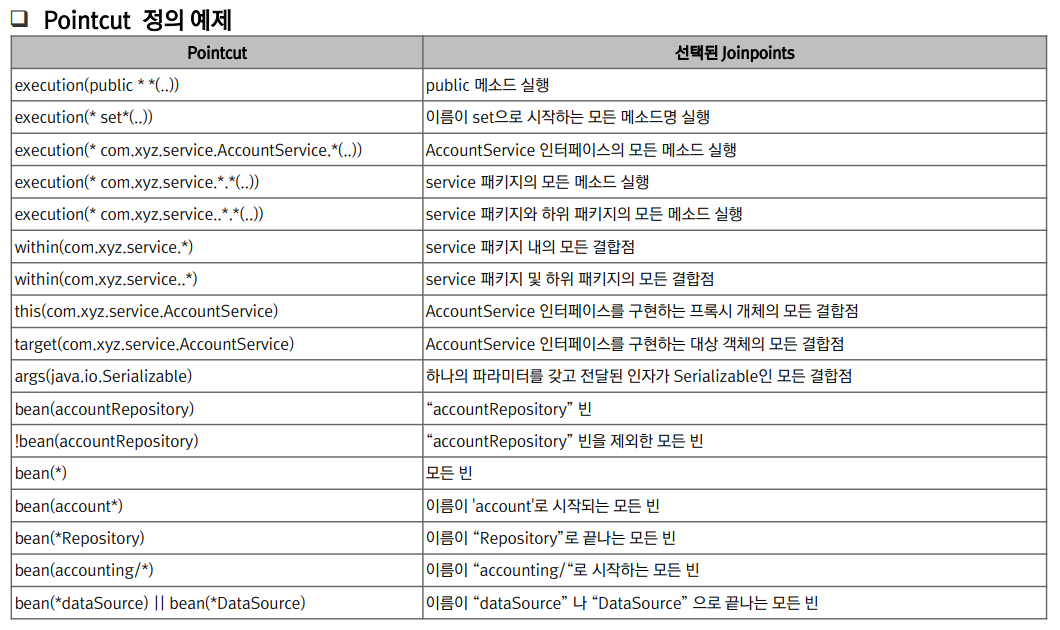 ❑ Pointcut 정의 예제
Pointcut 선택된 Joinpoints
execution(public * *(..)) public 메소드 실행
execution(* set*(..)) 이름이 set으로 시작하는 모든 메소드명 실행
execution(* com.xyz.service.AccountService.*(..)) AccountService 인터페이스의 모든 메소드 실행
execution(* com.xyz.service.*.*(..)) service 패키지의 모든 메소드 실행
execution(* com.xyz.service..*.*(..)) service 패키지와 하위 패키지의 모든 메소드 실행
within(com.xyz.service.*) service 패키지 내의 모든 결합점
within(com.xyz.service..*) service 패키지 및 하위 패키지의 모든 결합점
this(com.xyz.service.AccountService) AccountService 인터페이스를 구현하는 프록시 개체의 모든 결합점
target(com.xyz.service.AccountService) AccountService 인터페이스를 구현하는 대상 객체의 모든 결합점
args(java.io.Serializable) 하나의 파라미터를 갖고 전달된 인자가 Serializable인 모든 결합점
bean(accountRepository) “accountRepository” 빈
!bean(accountRepository) “accountRepository” 빈을 제외한 모든 빈
bean(*) 모든 빈
bean(account*) 이름이 'account'로 시작되는 모든 빈
bean(*Repository) 이름이 “Repository”로 끝나는 모든 빈
bean(accounting/*) 이름이 “accounting/“로 시작하는 모든 빈
bean(*dataSource) || bean(*DataSource) 이름이 “dataSource” 나 “DataSource” 으로 끝나는 모든 빈